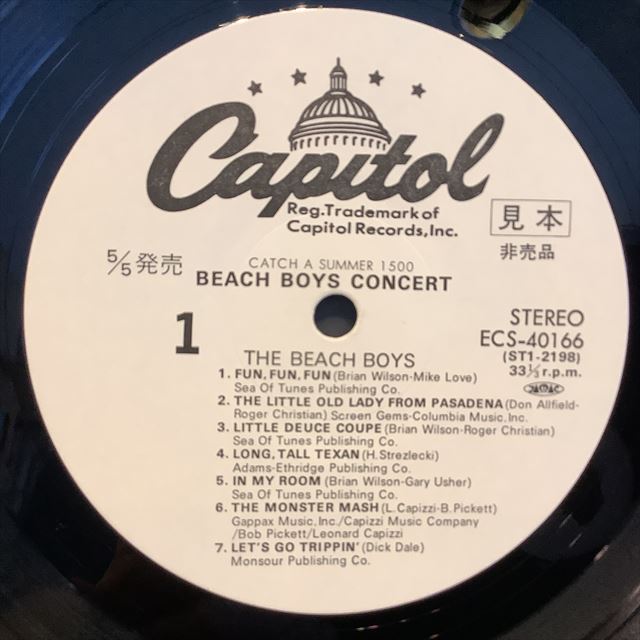 Capitol
Reg.Trademark of
Capitol Records,Inc.
見本
非売品
5/5発売
CATCH A SUMMER 1500
BEACH BOYS CONCERT
1
STEREO
ECS-40166
(ST1-2198)
33⅓ r.p.m.
THE BEACH BOYS
1. FUN, FUN, FUN (Brian Wilson-Mike Love)
Sea Of Tunes Publishing Co.
2. THE LITTLE OLD LADY FROM PASADENA (Don Allfield-
Roger Christian) Screen Gems-Columbia Music,Inc.
3. LITTLE DEUCE COUPE (Brian Wilson-Roger Christian)
Sea Of Tunes Publishing Co.
4. LONG, TALL TEXAN (H.Strezlecki)
Adams-Ethridge Publishing Co.
5. IN MY ROOM (Brian Wilson-Gary Usher)
Sea Of Tunes Publishing Co.
6. THE MONSTER MASH (L.Capizzi-B.Pickett)
Gappax Music,Inc./Capizzi Music Company
/Bob Pickett/Leonard Capizzi
7. LET'S GO TRIPPIN' (Dick Dale)
Monsour Publishing Co.